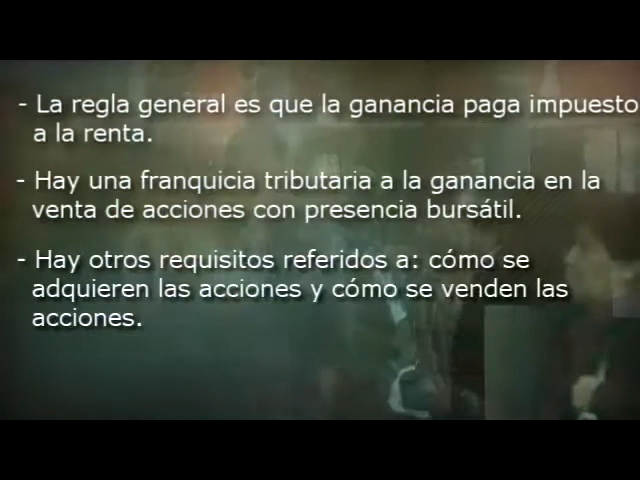 - La regla general es que la ganancia paga impuesto
a la renta.
- Hay una franquicia tributaria a la ganancia en la
venta de acciones con presencia bursátil.
- Hay otros requisitos referidos a: cómo se
adquieren las acciones y cómo se venden las
acciones.